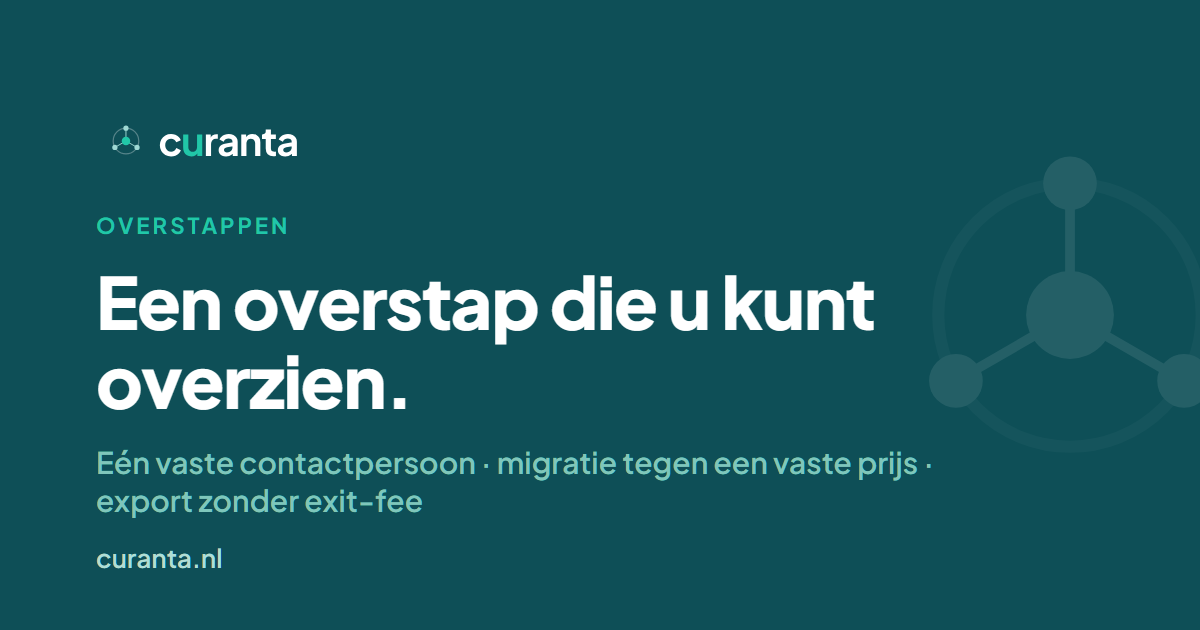 curanta
OVERSTAPPEN
Een overstap die u kunt
overzien.
Eén vaste contactpersoon · migratie tegen een vaste prijs ·
export zonder exit-fee
curanta.nl